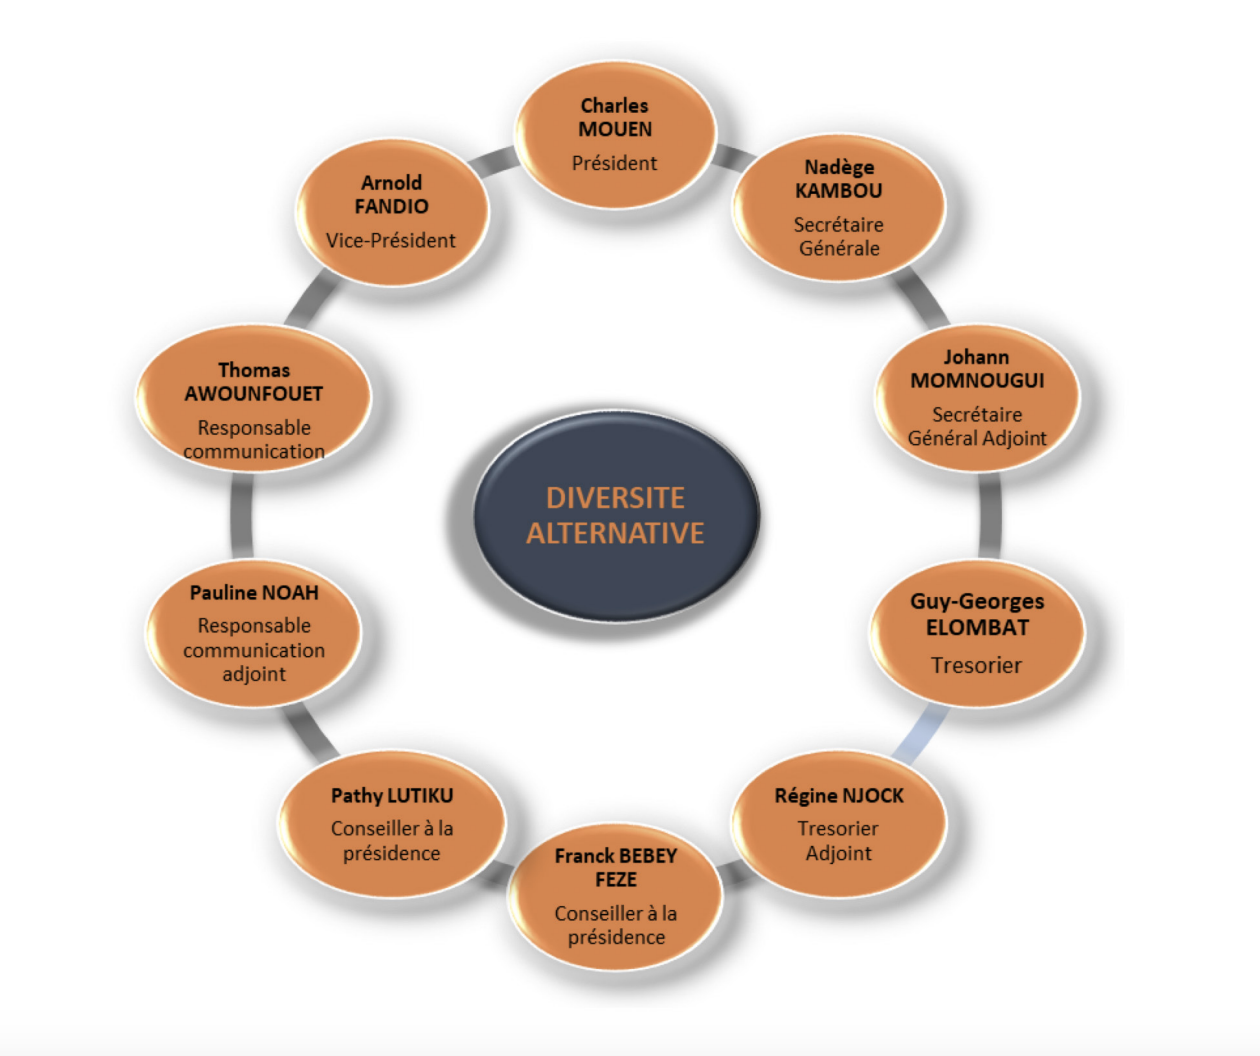 Charles
MOUEN
Président
Nadège
KAMBOU
Secrétaire
Générale
Johann
MOMNOUGUI
Secrétaire
Général Adjoint
Guy-Georges
ELOMBAT
Tresorier
Régine NJOCK
Tresorier
Adjoint
Franck BEBEY
FEZE
Conseiller à la
présidence
Pathy LUTIKU
Conseiller à la
présidence
Pauline NOAH
Responsable
communication
adjoint
Thomas
AWOUNFOUET
Responsable
communication
Arnold
FANDIO
Vice-Président
DIVERSITE
ALTERNATIVE